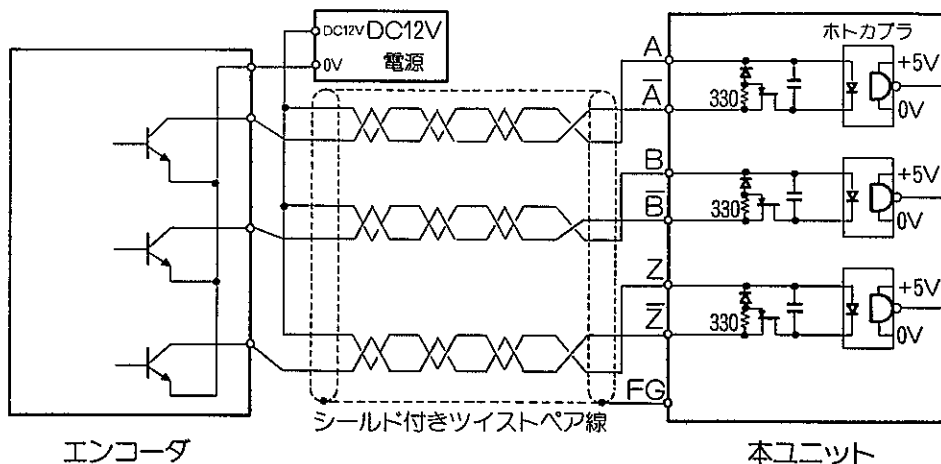 DC12V DC12V
0V 電源
ホトカプラ
A
A̅
330
+5V
0V
B
B̅
330
+5V
0V
Z
Z̅
330
+5V
0V
FG
シールド付きツイストペア線
エンコーダ
本ユニット